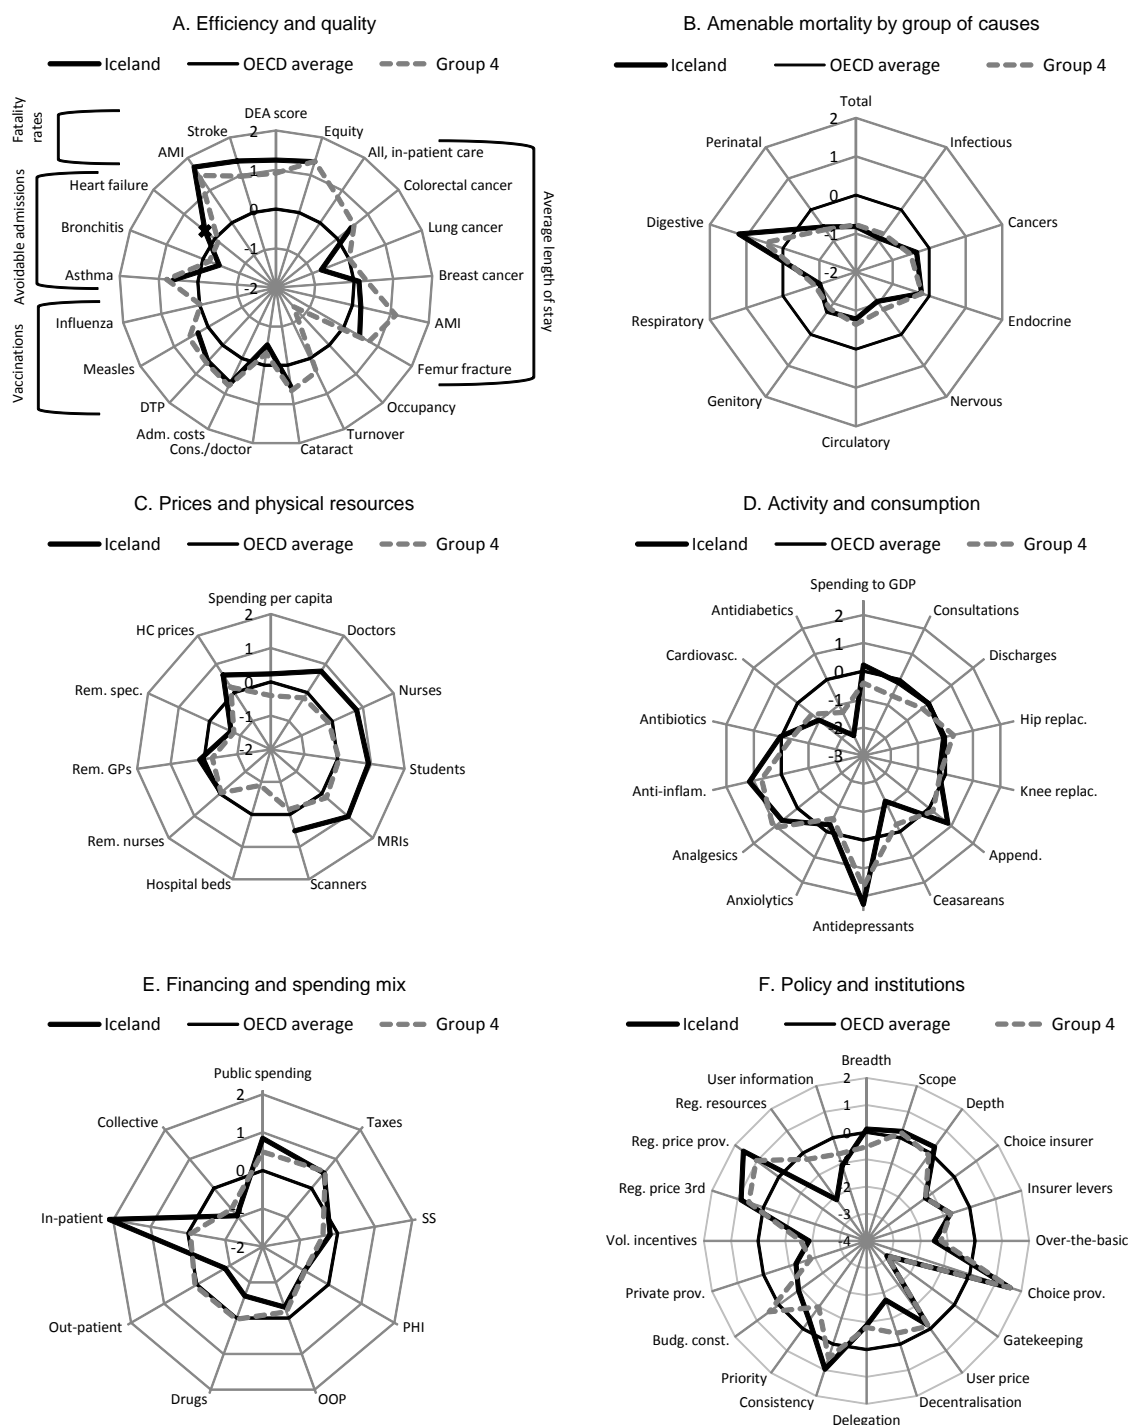 A. Efficiency and quality
Iceland OECD average Group 4
Fatality rates
Avoidable admissions
Vaccinations
Average length of stay
DEA score
Equity
All, in-patient care
Colorectal cancer
Lung cancer
Breast cancer
AMI
Femur fracture
Occupancy
Turnover
Cataract
Cons./doctor
Adm. costs
DTP
Measles
Influenza
Asthma
Bronchitis
Heart failure
AMI
Stroke
2
1
0
-1
-2
B. Amenable mortality by group of causes
Iceland OECD average Group 4
Total
Infectious
Cancers
Endocrine
Nervous
Circulatory
Genitory
Respiratory
Digestive
Perinatal
2
1
0
-1
-2
C. Prices and physical resources
Iceland OECD average Group 4
Spending per capita
Doctors
Nurses
Students
MRIs
Scanners
Hospital beds
Rem. nurses
Rem. GPs
Rem. spec.
HC prices
2
1
0
-1
-2
D. Activity and consumption
Iceland OECD average Group 4
Spending to GDP
Consultations
Discharges
Hip replac.
Knee replac.
Append.
Ceasareans
Antidepressants
Anxiolytics
Analgesics
Anti-inflam.
Antibiotics
Cardiovasc.
Antidiabetics
2
1
0
-1
-2
-3
E. Financing and spending mix
Iceland OECD average Group 4
Public spending
Taxes
SS
PHI
OOP
Drugs
Out-patient
In-patient
Collective
2
1
0
-1
-2
F. Policy and institutions
Iceland OECD average Group 4
Breadth
Scope
Depth
Choice insurer
Insurer levers
Over-the-basic
Choice prov.
Gatekeeping
User price
Decentralisation
Delegation
Consistency
Priority
Budg. const.
Private prov.
Vol. incentives
Reg. price 3rd
Reg. price prov.
Reg. resources
User information
2
1
0
-1
-2
-3
-4